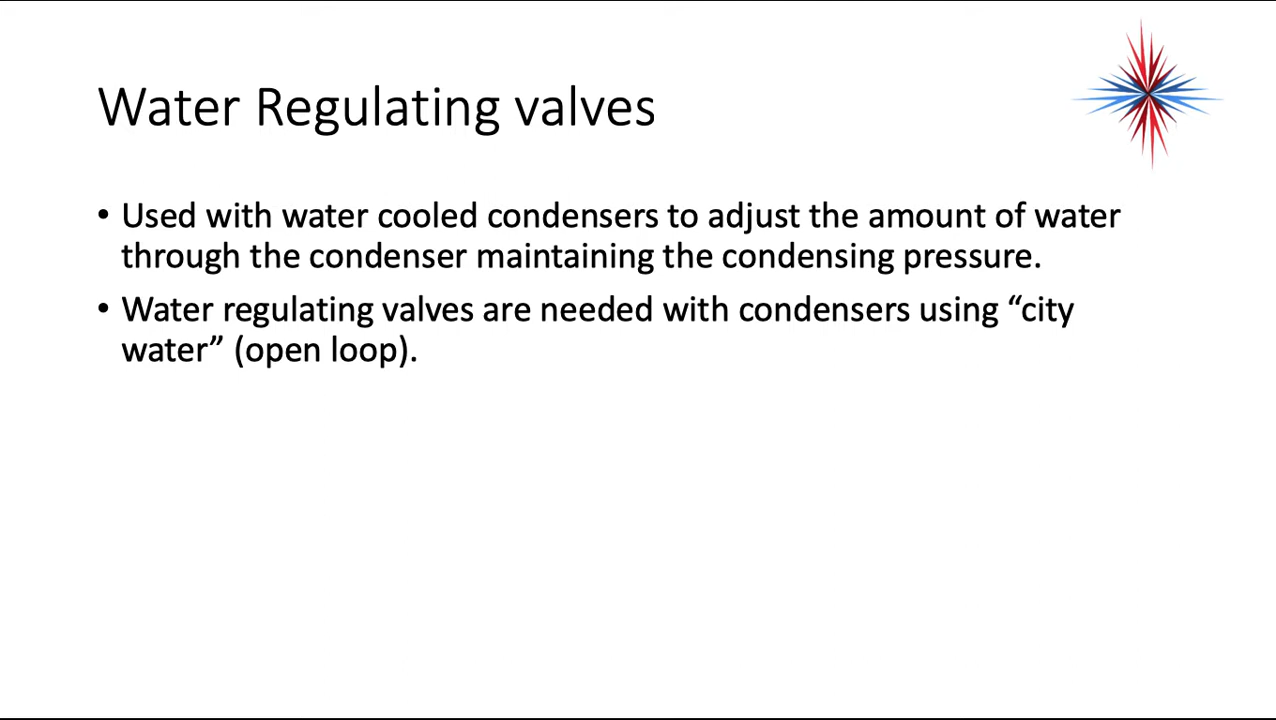 Water Regulating valves
• Used with water cooled condensers to adjust the amount of water
through the condenser maintaining the condensing pressure.
• Water regulating valves are needed with condensers using “city
water” (open loop).